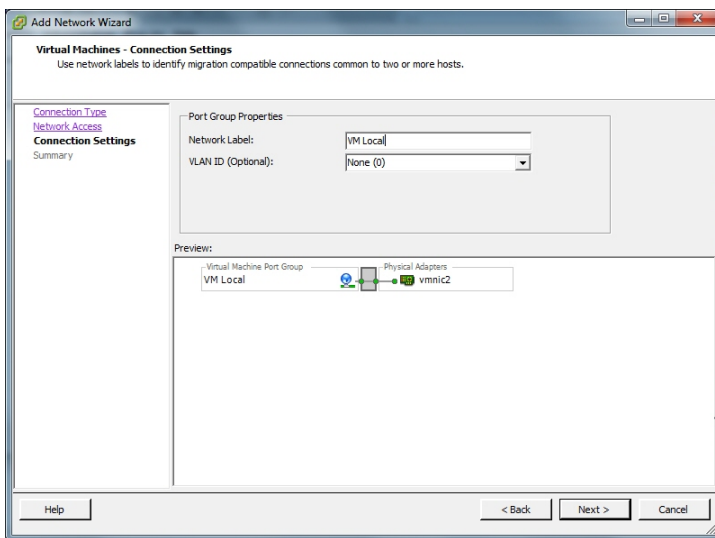 Add Network Wizard
Virtual Machines - Connection Settings
Use network labels to identify migration compatible connections common to two or more hosts.
Connection Type
Network Access
Connection Settings
Summary
Port Group Properties
Network Label:
VM Local
VLAN ID (Optional):
None (0)
Preview:
Virtual Machine Port Group
Physical Adapters
VM Local
vmnic2
Help
< Back
Next >
Cancel